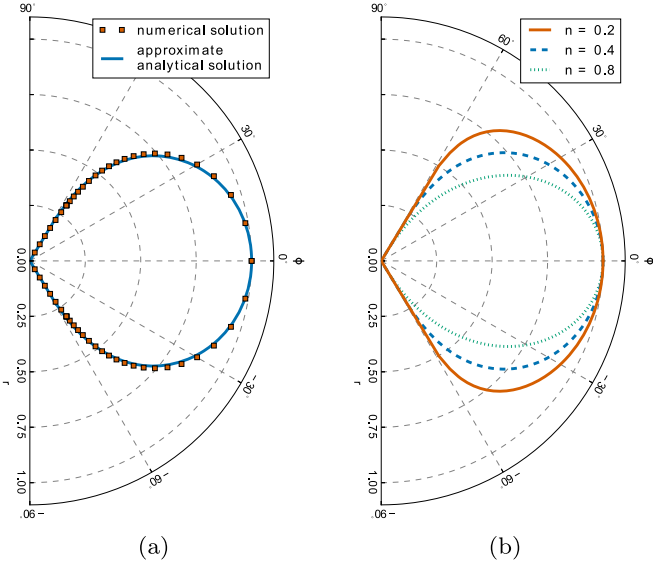 90°
numerical solution
approximate
analytical solution
30°
0°
ϕ
0.00
0.25
0.50
0.75
1.00
r
−30°
−60°
−90°
(a)
90°
n = 0.2
n = 0.4
n = 0.8
60°
30°
0°
ϕ
0.00
0.25
0.50
0.75
1.00
r
−30°
−60°
−90°
(b)